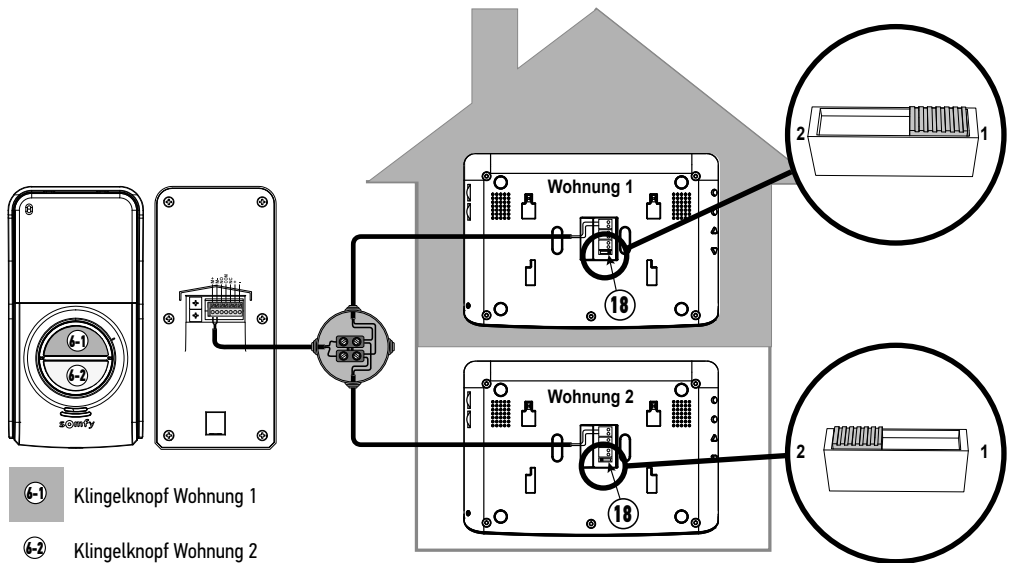 Wohnung 1
2
1
18
Wohnung 2
2
1
18
6-1
6-2
somfy
6-1 Klingelknopf Wohnung 1
6-2 Klingelknopf Wohnung 2